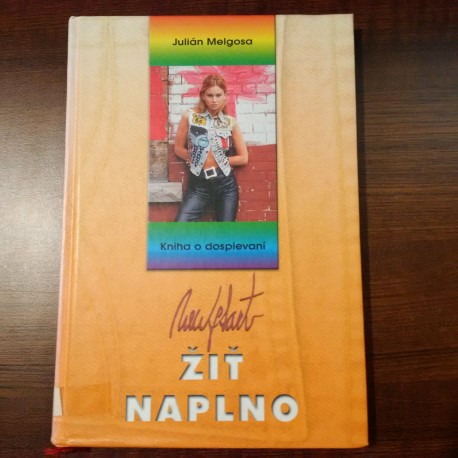 Julián Melgosa
Kniha o dospievaní
ŽIŤ
NAPLNO